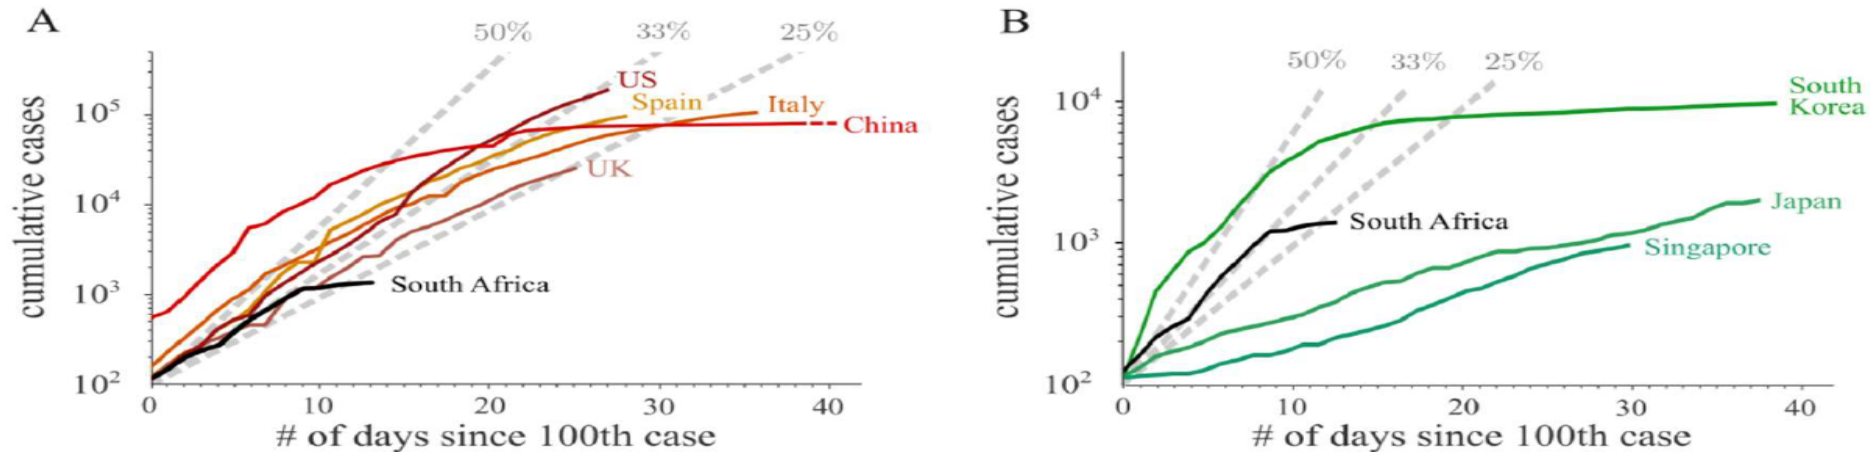 A
50% 33% 25%
US
Spain
Italy
China
UK
South Africa
10^5
10^4
10^3
10^2
cumulative cases
0 10 20 30 40
# of days since 100th case
B
50% 33% 25%
South
Korea
South Africa
Japan
Singapore
10^4
10^3
10^2
cumulative cases
0 10 20 30 40
# of days since 100th case